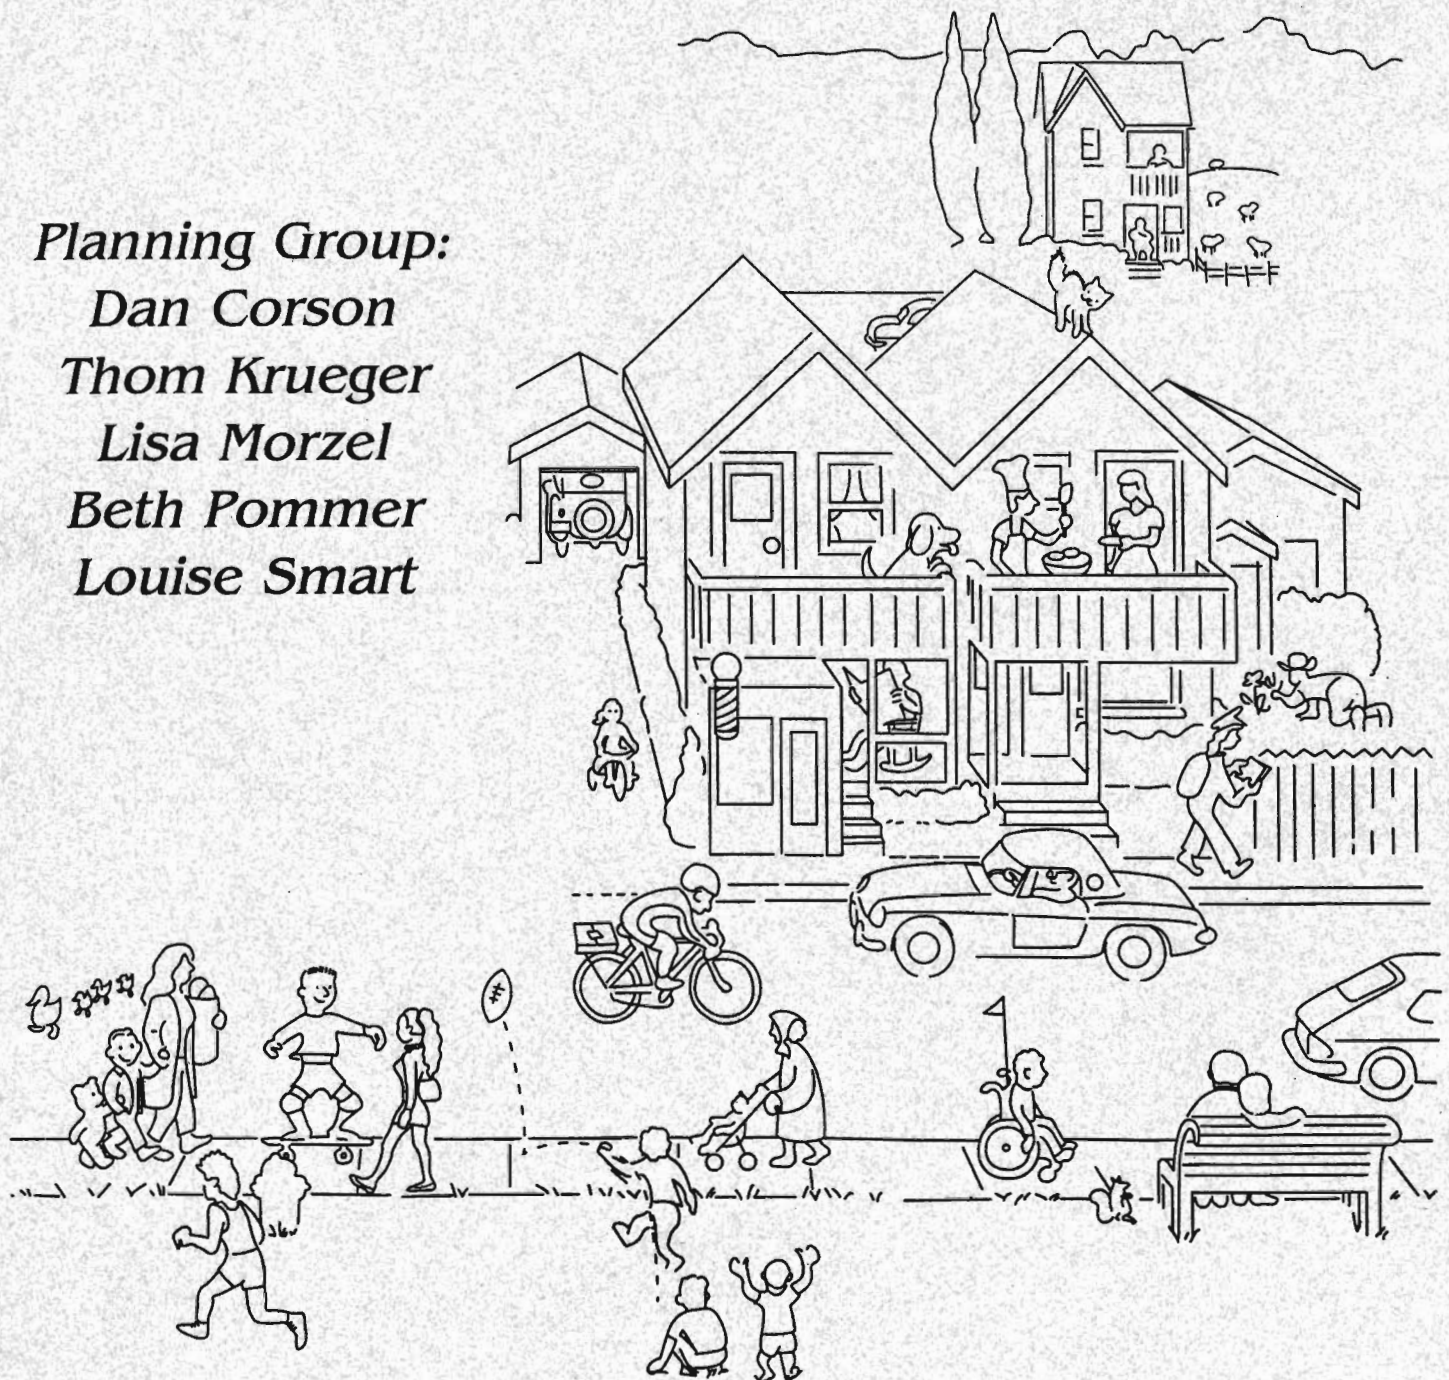 Planning Group:
Dan Corson
Thom Krueger
Lisa Morzel
Beth Pommer
Louise Smart